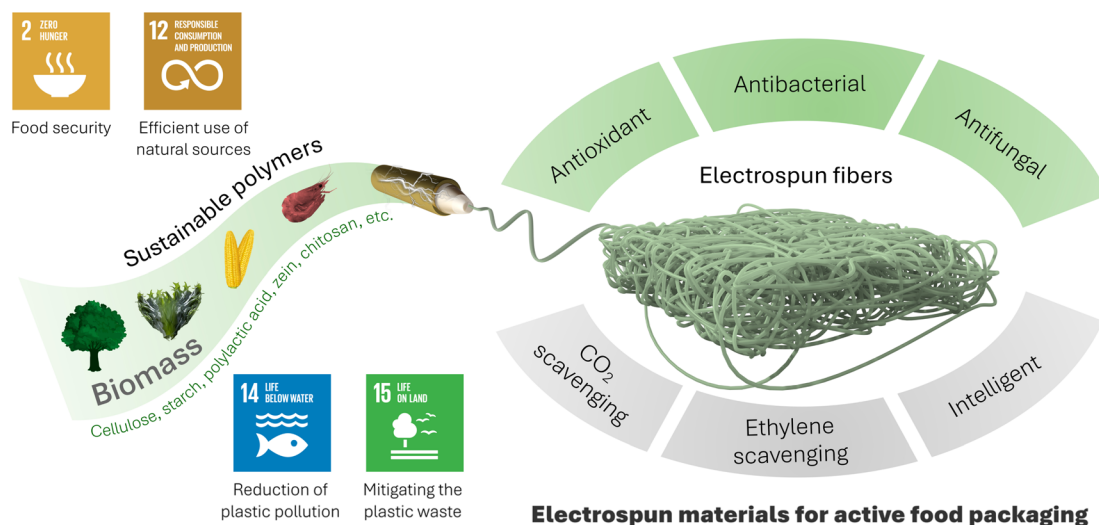 2 ZERO
HUNGER
Food security
12 RESPONSIBLE
CONSUMPTION
AND PRODUCTION
Efficient use of
natural sources
Sustainable polymers
Biomass
Cellulose, starch, polylactic acid, zein, chitosan, etc.
14 LIFE
BELOW WATER
Reduction of
plastic pollution
15 LIFE
ON LAND
Mitigating the
plastic waste
Antioxidant
Antibacterial
Antifungal
Electrospun fibers
CO₂
scavenging
Ethylene
scavenging
Intelligent
Electrospun materials for active food packaging